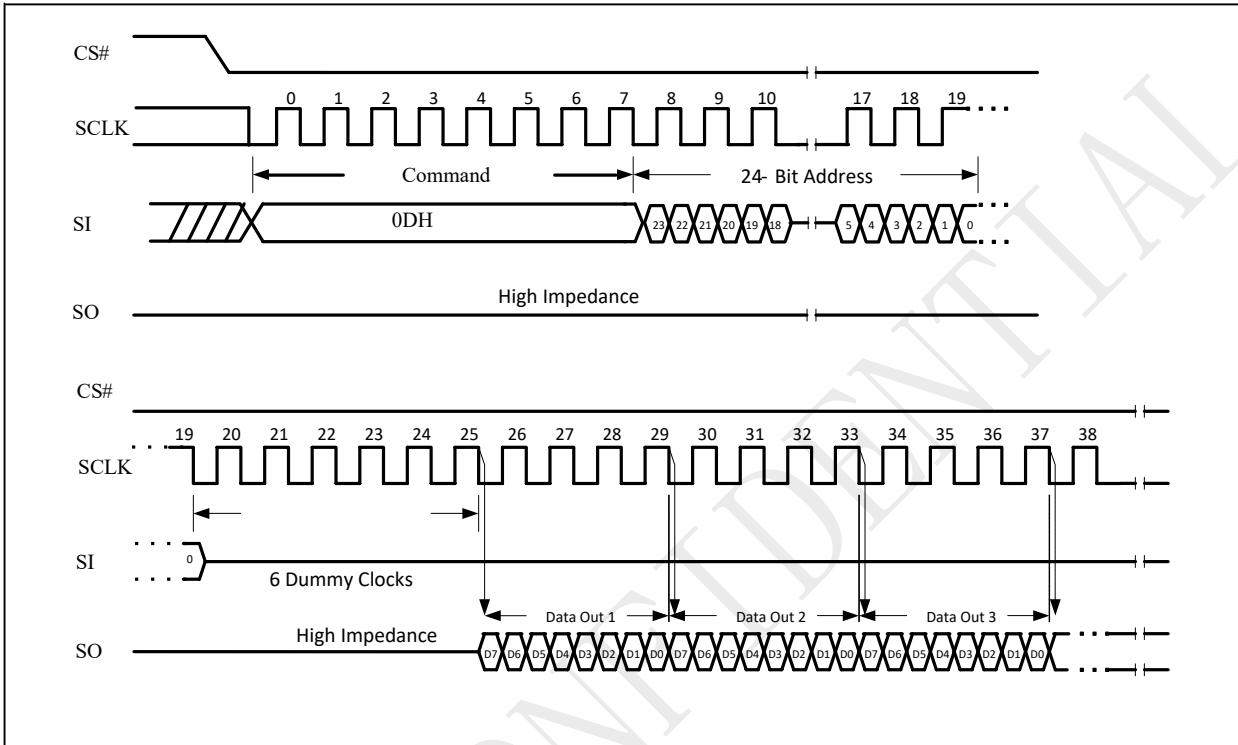 CS#
0 1 2 3 4 5 6 7 8 9 10 17 18 19
SCLK
Command 24- Bit Address
SI 0DH 23 22 21 20 19 18 5 4 3 2 1 0
High Impedance
SO
CS#
19 20 21 22 23 24 25 26 27 28 29 30 31 32 33 34 35 36 37 38
SCLK
SI 0
6 Dummy Clocks
Data Out 1 Data Out 2 Data Out 3
High Impedance
SO D7 D6 D5 D4 D3 D2 D1 D0 D7 D6 D5 D4 D3 D2 D1 D0 D7 D6 D5 D4 D3 D2 D1 D0
ONFIDENTIAL